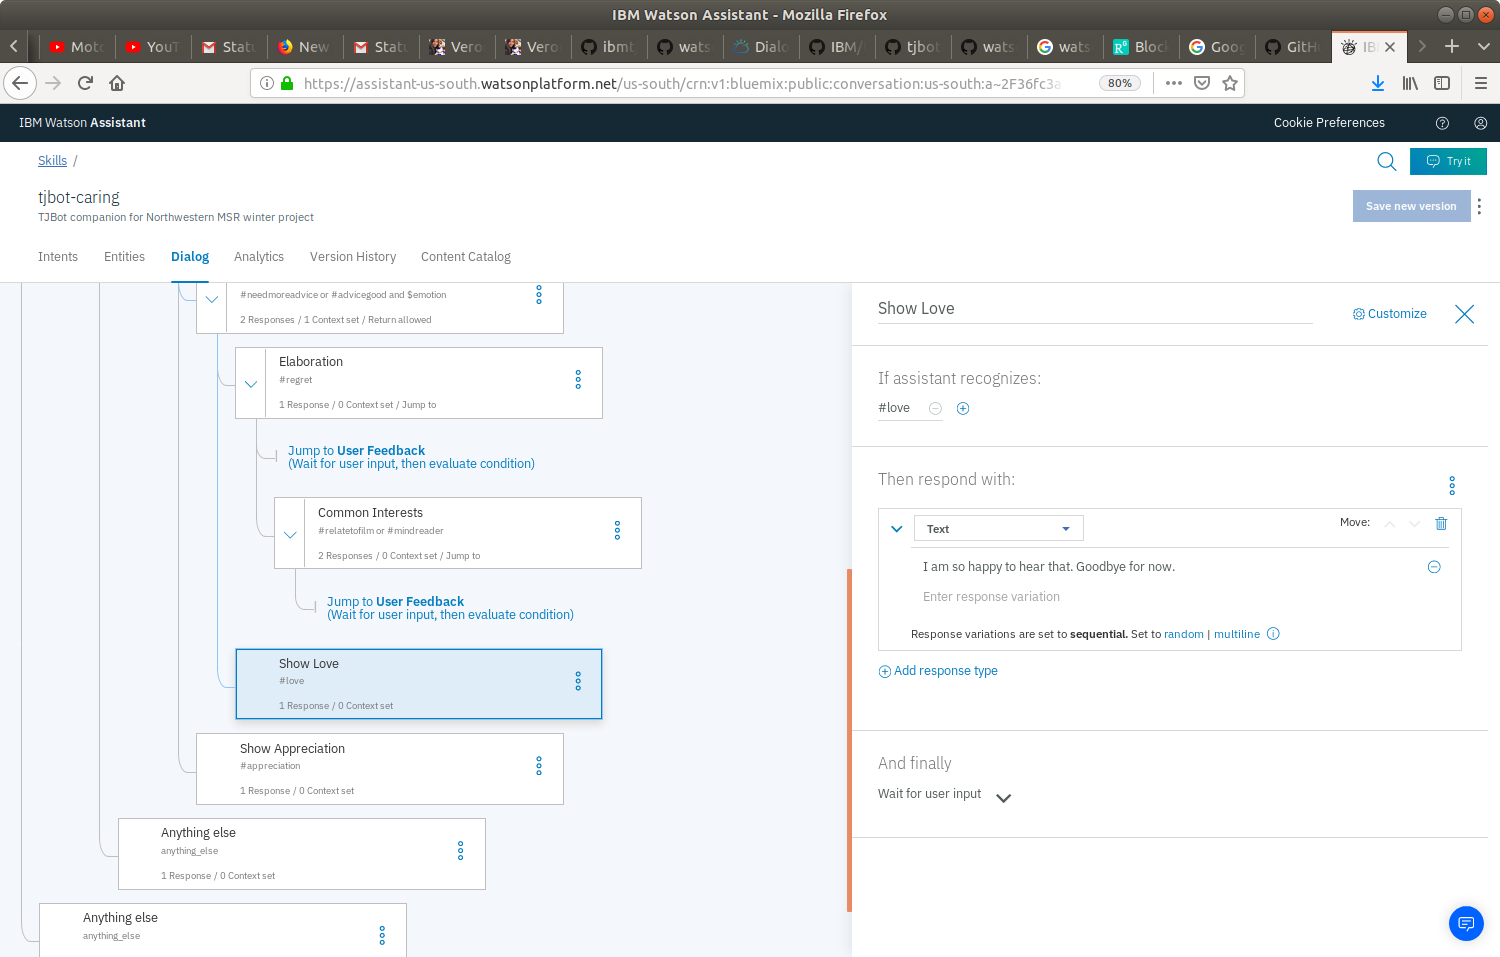 IBM Watson Assistant - Mozilla Firefox
Moto
YouT
Statu
New
Statu
Vero
Vero
ibmt
wats
Dialo
IBM/
tjbot
wats
wats
Block
Goog
GitHu
IB
https://assistant-us-south.watsonplatform.net/us-south/crn:v1:bluemix:public:conversation:us-south:a~2F36fc3a
80%
IBM Watson Assistant
Cookie Preferences
Skills /
Try it
tjbot-caring
TJBot companion for Northwestern MSR winter project
Save new version
Intents
Entities
Dialog
Analytics
Version History
Content Catalog
#needmoreadvice or #advicegood and $emotion
2 Responses / 1 Context set / Return allowed
Elaboration
#regret
1 Response / 0 Context set / Jump to
Jump to User Feedback
(Wait for user input, then evaluate condition)
Common Interests
#relatetofilm or #mindreader
2 Responses / 0 Context set / Jump to
Jump to User Feedback
(Wait for user input, then evaluate condition)
Show Love
#love
1 Response / 0 Context set
Show Appreciation
#appreciation
1 Response / 0 Context set
Anything else
anything_else
1 Response / 0 Context set
Anything else
anything_else
Show Love
Customize
If assistant recognizes:
#love
Then respond with:
Text
Move:
I am so happy to hear that. Goodbye for now.
Enter response variation
Response variations are set to sequential. Set to random | multiline
Add response type
And finally
Wait for user input